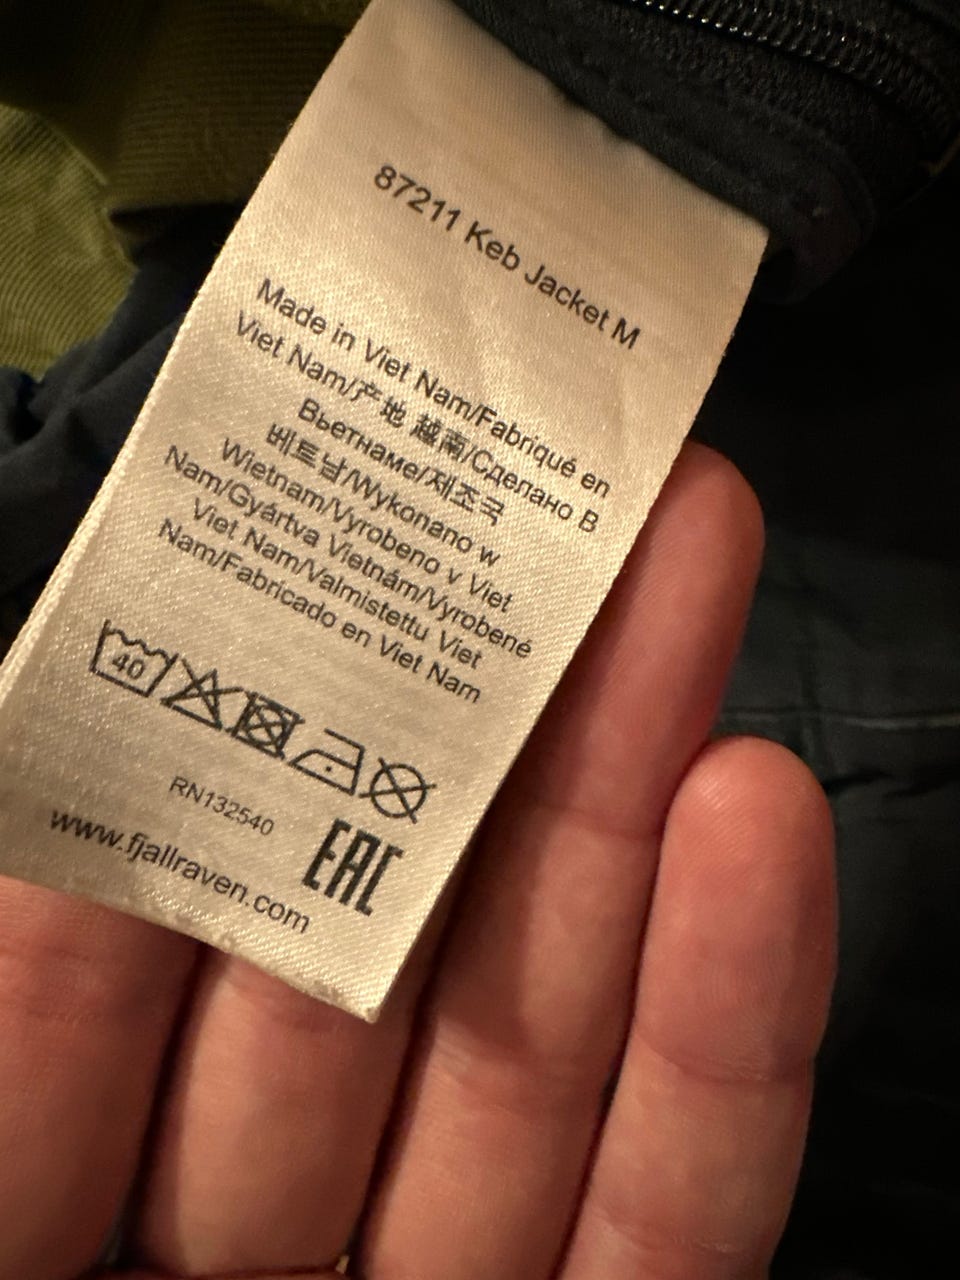 87211 Keb Jacket M
Made in Viet Nam/Fabriqué en
Viet Nam/产地 越南/Сделано В
Вьетнаме/제조국
베트남/Wykonano w
Wietnam/Vyrobeno v Viet
Nam/Gyártva Vietnám/Vyrobené
Viet Nam/Valmistettu Viet
Nam/Fabricado en Viet Nam
40
RN132540
EAC
www.fjallraven.com